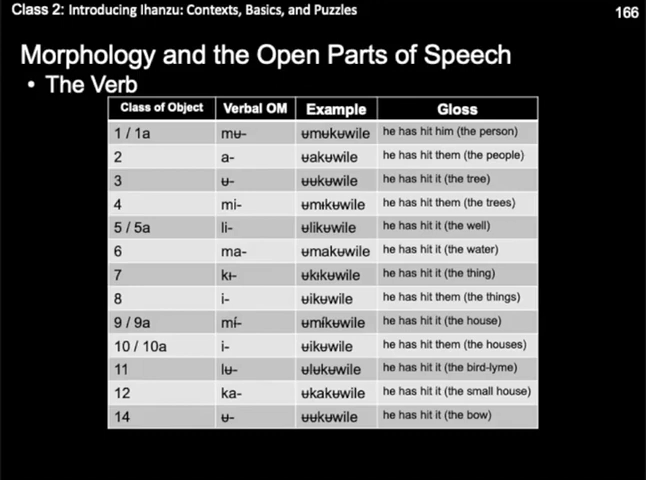 Class 2: Introducing Ihanzu: Contexts, Basics, and Puzzles
166
Morphology and the Open Parts of Speech
• The Verb
Class of Object Verbal OM Example Gloss
1 / 1a mʉ- ʉmʉkʉwile he has hit him (the person)
2 a- ʉakʉwile he has hit them (the people)
3 ʉ- ʉʉkʉwile he has hit it (the tree)
4 mi- ʉmɨkʉwile he has hit them (the trees)
5 / 5a li- ʉlikʉwile he has hit it (the well)
6 ma- ʉmakʉwile he has hit it (the water)
7 kɨ- ʉkɨkʉwile he has hit it (the thing)
8 i- ʉikʉwile he has hit them (the things)
9 / 9a mí- ʉmíkʉwile he has hit it (the house)
10 / 10a i- ʉikʉwile he has hit them (the houses)
11 lʉ- ʉlʉkʉwile he has hit it (the bird-lyme)
12 ka- ʉkakʉwile he has hit it (the small house)
14 ʉ- ʉʉkʉwile he has hit it (the bow)